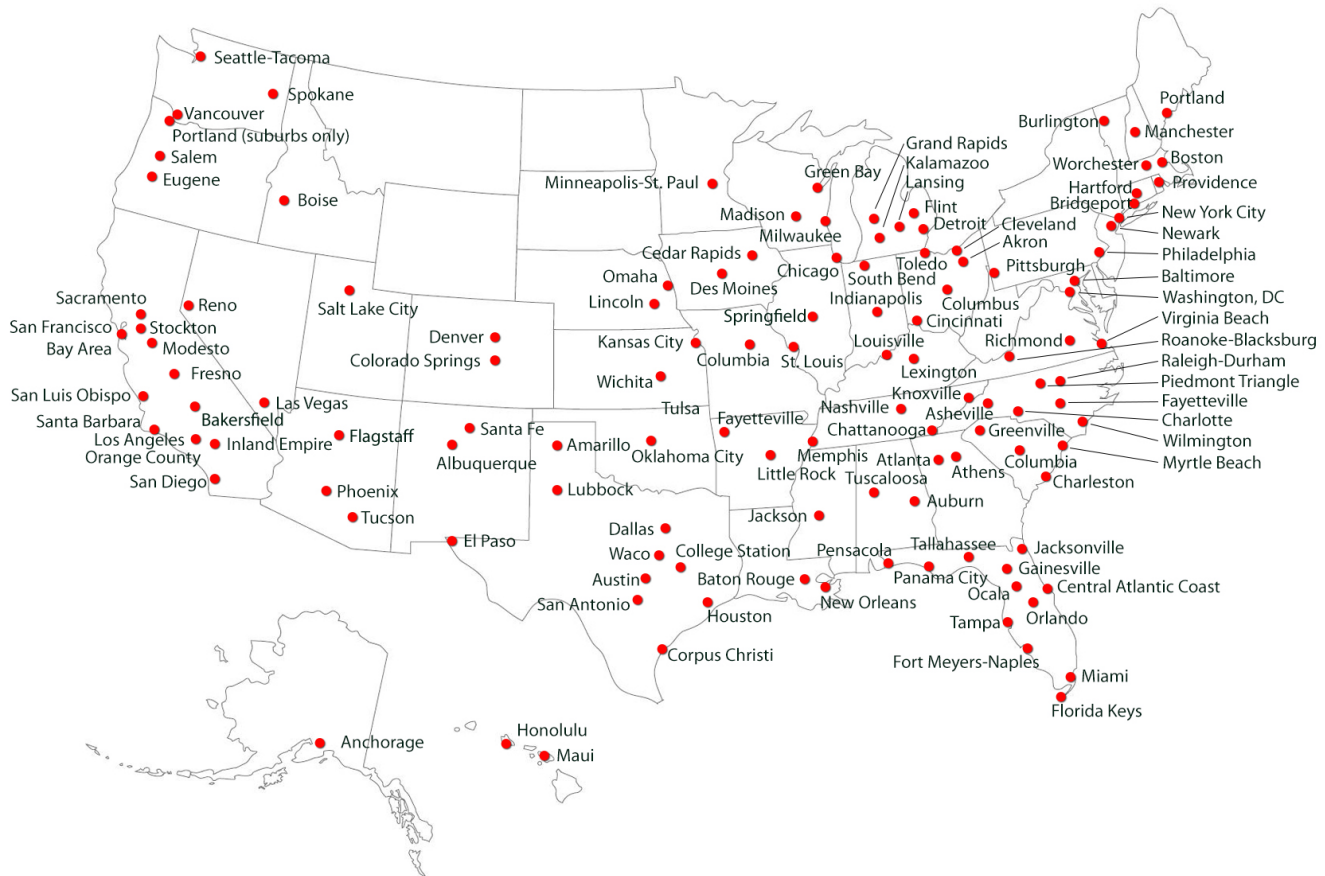 Seattle-Tacoma
Spokane
Vancouver
Portland (suburbs only)
Salem
Eugene
Boise
Minneapolis-St. Paul
Green Bay
Grand Rapids
Kalamazoo
Lansing
Flint
Detroit
Madison
Milwaukee
Burlington
Portland
Manchester
Worchester
Boston
Hartford
Providence
Bridgeport
New York City
Newark
Cleveland
Akron
Philadelphia
Pittsburgh
Baltimore
Washington, DC
Virginia Beach
Richmond
Roanoke-Blacksburg
Raleigh-Durham
Piedmont Triangle
Fayetteville
Charlotte
Wilmington
Myrtle Beach
Cedar Rapids
Chicago
Toledo
South Bend
Omaha
Des Moines
Lincoln
Indianapolis
Columbus
Springfield
Cincinnati
Sacramento
Reno
Salt Lake City
San Francisco
Bay Area
Stockton
Modesto
Denver
Colorado Springs
Kansas City
Columbia
St. Louis
Louisville
Lexington
Fresno
San Luis Obispo
Las Vegas
Wichita
Knoxville
Santa Barbara
Bakersfield
Tulsa
Fayetteville
Nashville
Asheville
Los Angeles
Orange County
Inland Empire
Flagstaff
Santa Fe
Albuquerque
Amarillo
Oklahoma City
Chattanooga
Greenville
Memphis
Little Rock
Atlanta
Athens
Columbia
San Diego
Phoenix
Tucson
Lubbock
Tuscaloosa
Auburn
Charleston
El Paso
Dallas
Waco
College Station
Jackson
Austin
San Antonio
Houston
Baton Rouge
New Orleans
Pensacola
Panama City
Tallahassee
Jacksonville
Gainesville
Ocala
Central Atlantic Coast
Orlando
Tampa
Corpus Christi
Fort Meyers-Naples
Miami
Florida Keys
Anchorage
Honolulu
Maui